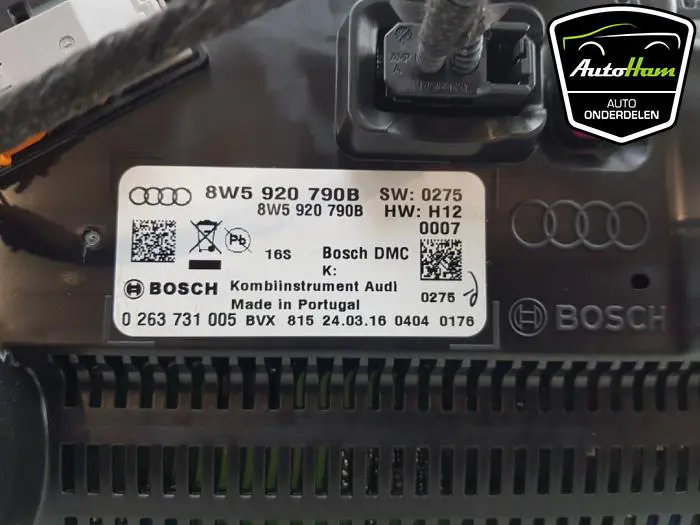 AutoHam
AUTO
ONDERDELEN
8W5 920 790B SW: 0275
8W5 920 790B HW: H12
0007
Pb
16S Bosch DMC
K:
BOSCH Kombiinstrument Audi 0275
Made in Portugal
0 263 731 005 BVX 815 24.03.16 0404 0176
BOSCH